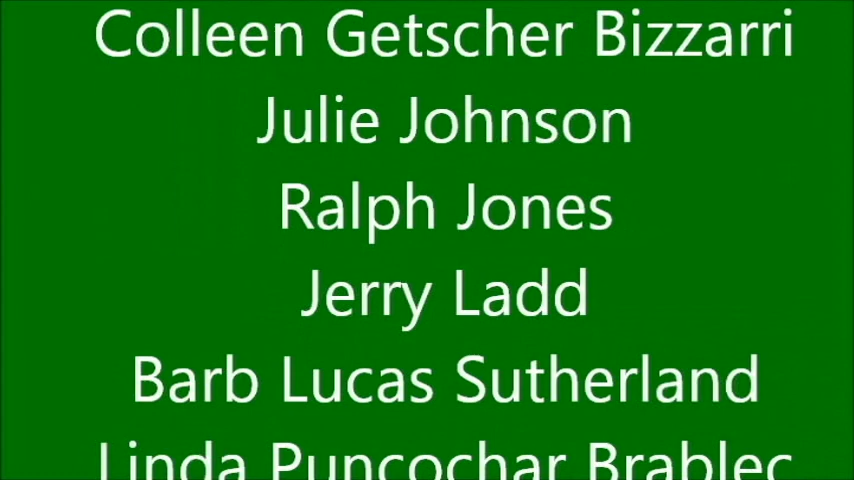 Colleen Getscher Bizzarri
Julie Johnson
Ralph Jones
Jerry Ladd
Barb Lucas Sutherland
Linda Puncochar Brablec